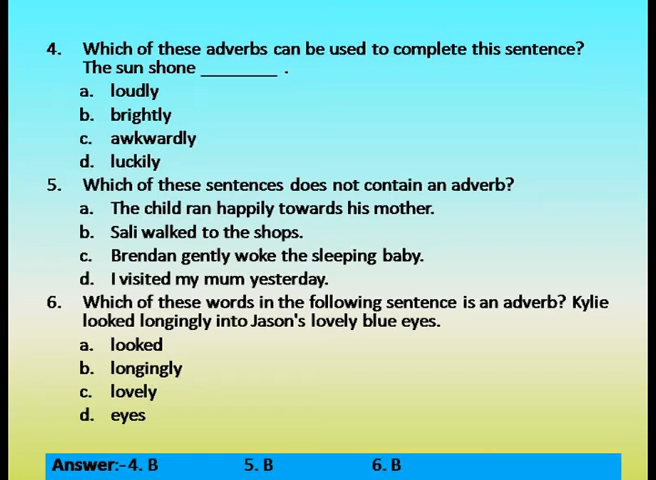 4. Which of these adverbs can be used to complete this sentence?
The sun shone ________ .
a. loudly
b. brightly
c. awkwardly
d. luckily
5. Which of these sentences does not contain an adverb?
a. The child ran happily towards his mother.
b. Sali walked to the shops.
c. Brendan gently woke the sleeping baby.
d. I visited my mum yesterday.
6. Which of these words in the following sentence is an adverb? Kylie
looked longingly into Jason's lovely blue eyes.
a. looked
b. longingly
c. lovely
d. eyes
Answer:-4. B 5. B 6. B